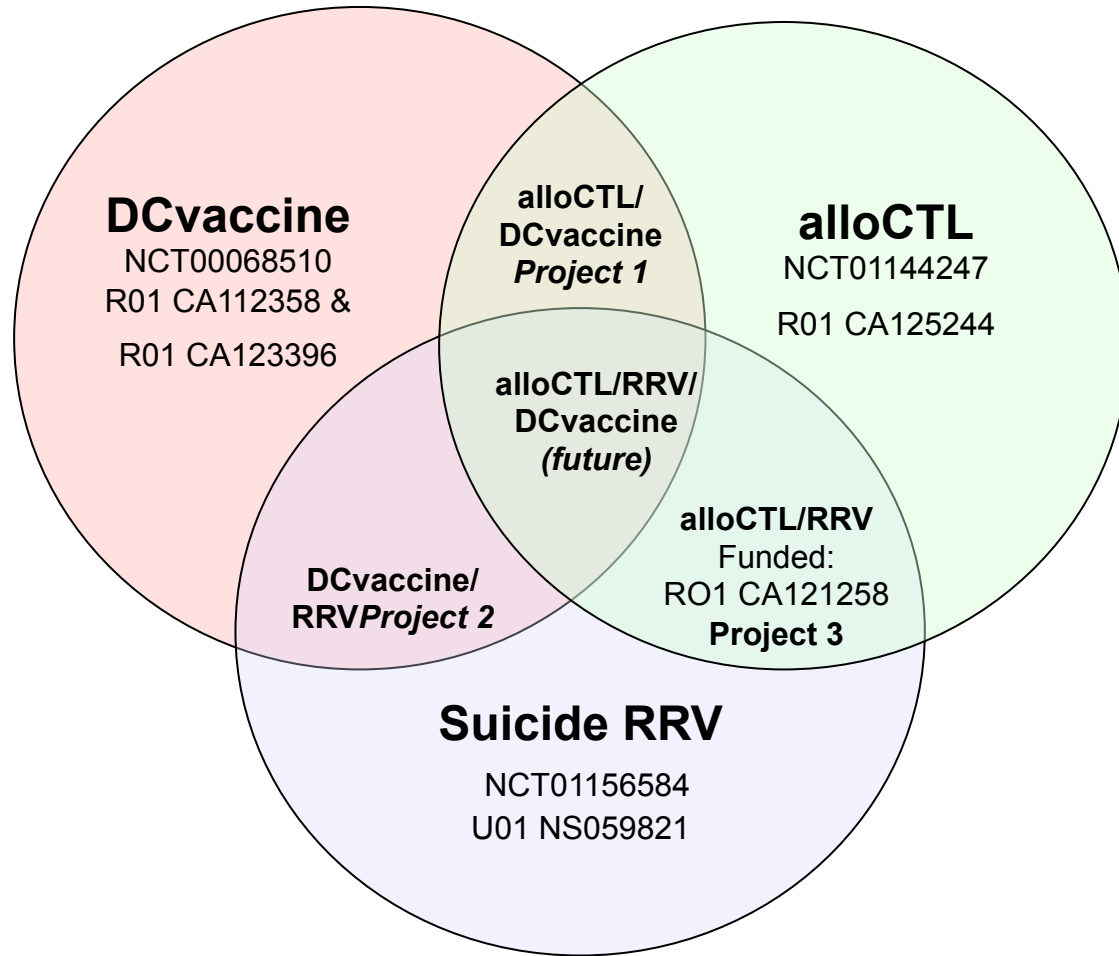 DCvaccine
NCT00068510
R01 CA112358 &
R01 CA123396
alloCTL/
DCvaccine
Project 1
alloCTL
NCT01144247
R01 CA125244
alloCTL/RRV/
DCvaccine
(future)
DCvaccine/
RRVProject 2
alloCTL/RRV
Funded:
RO1 CA121258
Project 3
Suicide RRV
NCT01156584
U01 NS059821